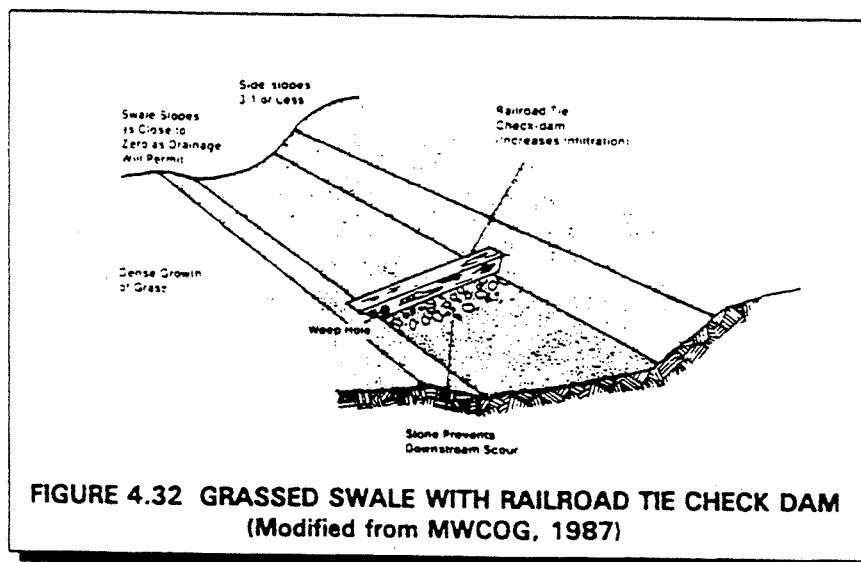 Side slopes
3:1 or Less
Swale Slopes
as Close to
Zero as Drainage
Will Permit
Railroad Tie
Check-dam
(Increases Infiltration)
Dense Growth
of Grass
Weep Hole
Stone Prevents
Downstream Scour
FIGURE 4.32 GRASSED SWALE WITH RAILROAD TIE CHECK DAM
(Modified from MWCOG, 1987)